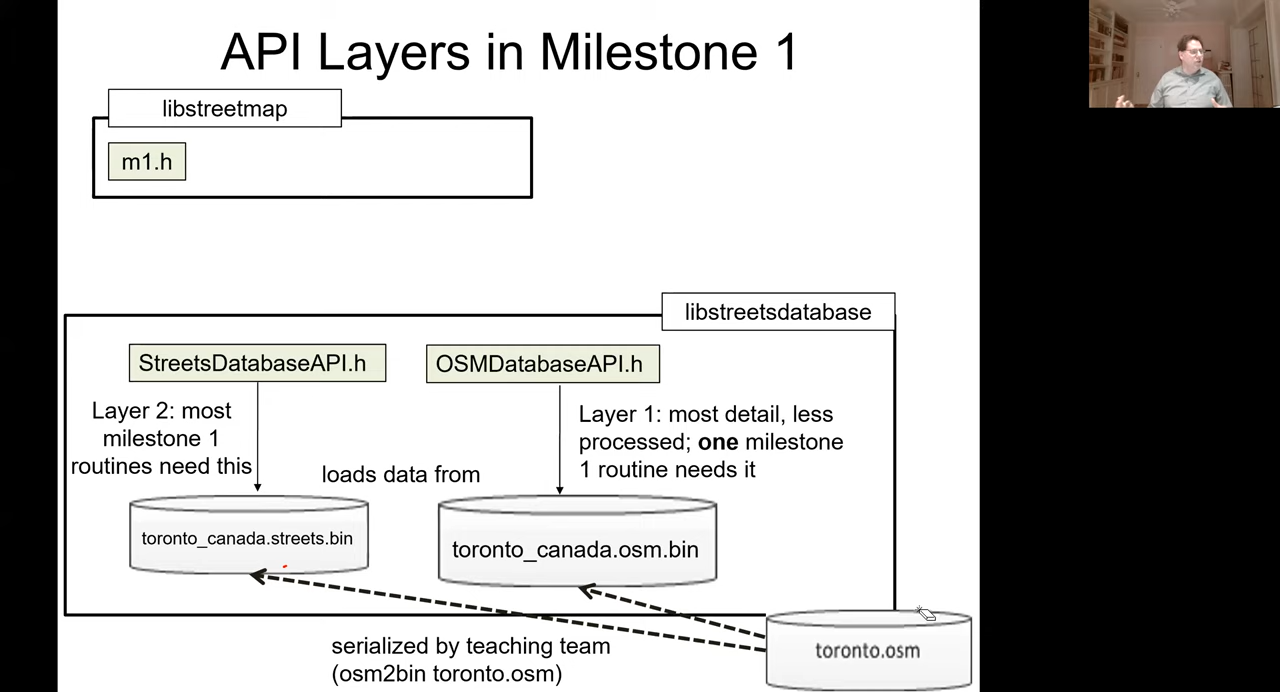 API Layers in Milestone 1
libstreetmap
m1.h
libstreetsdatabase
StreetsDatabaseAPI.h
OSMDatabaseAPI.h
Layer 2: most
milestone 1
routines need this
loads data from
Layer 1: most detail, less
processed; one milestone
1 routine needs it
toronto_canada.streets.bin
toronto_canada.osm.bin
serialized by teaching team
(osm2bin toronto.osm)
toronto.osm